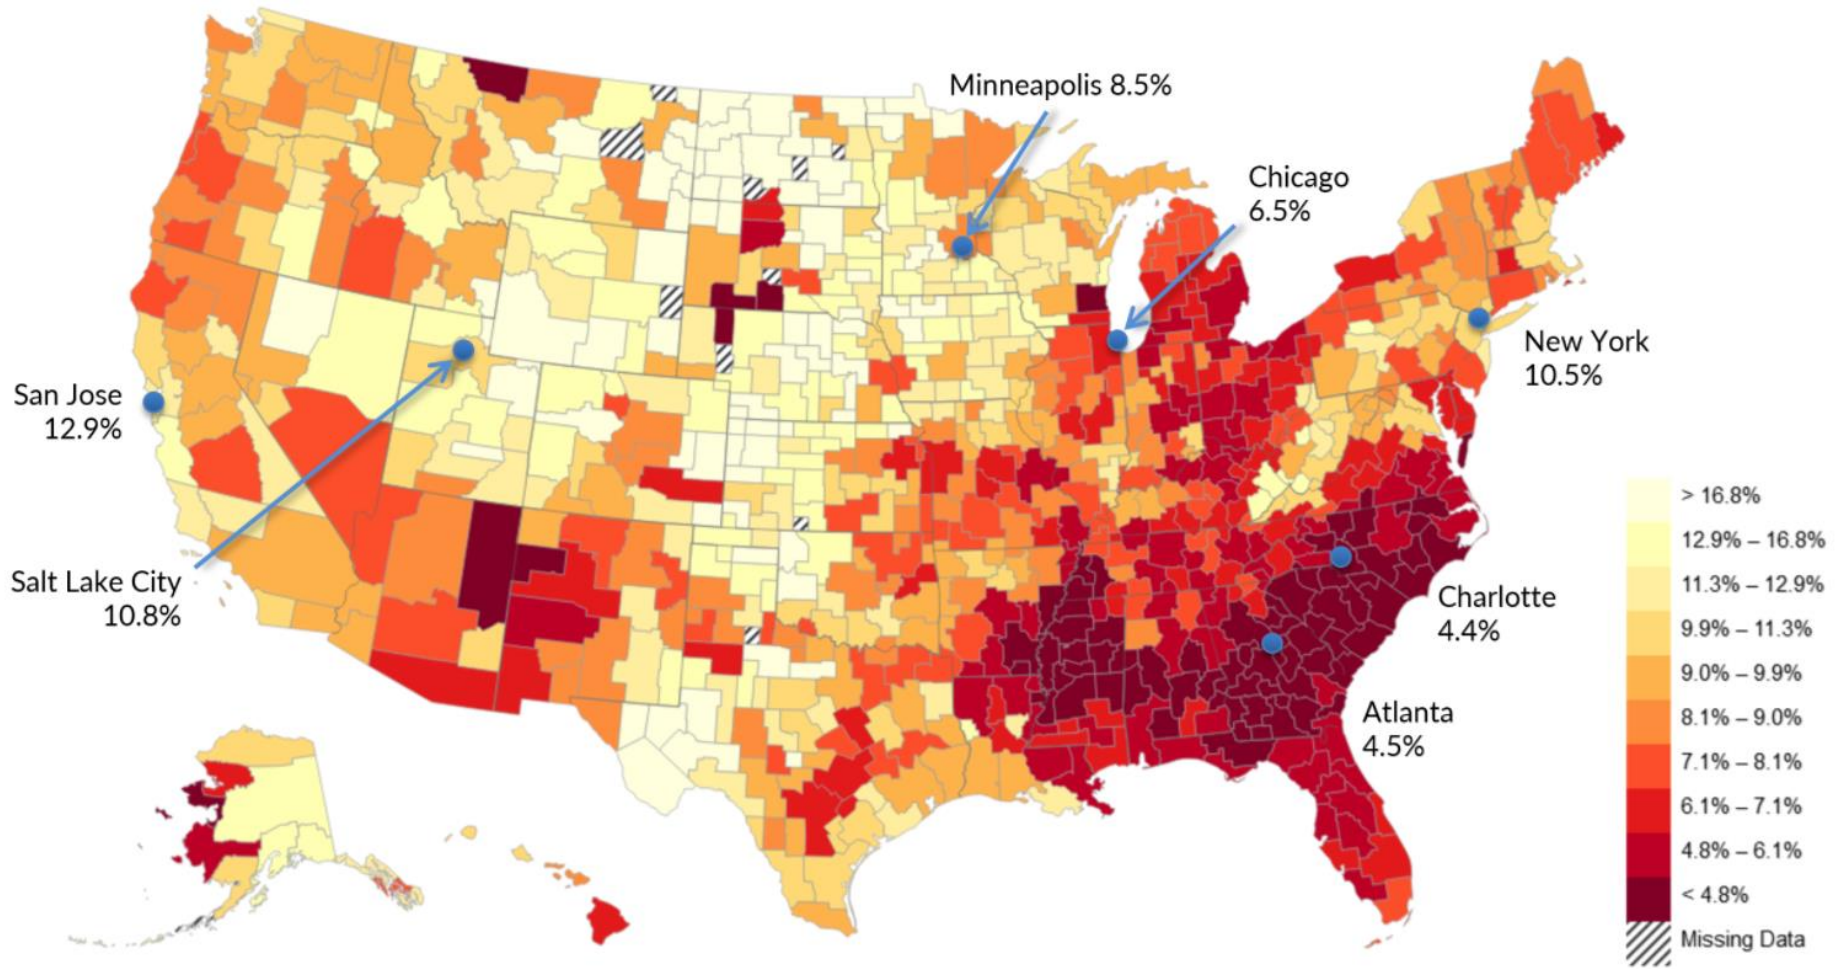 Minneapolis 8.5%
Chicago
6.5%
New York
10.5%
San Jose
12.9%
Salt Lake City
10.8%
Charlotte
4.4%
Atlanta
4.5%
> 16.8%
12.9% – 16.8%
11.3% – 12.9%
9.9% – 11.3%
9.0% – 9.9%
8.1% – 9.0%
7.1% – 8.1%
6.1% – 7.1%
4.8% – 6.1%
< 4.8%
Missing Data